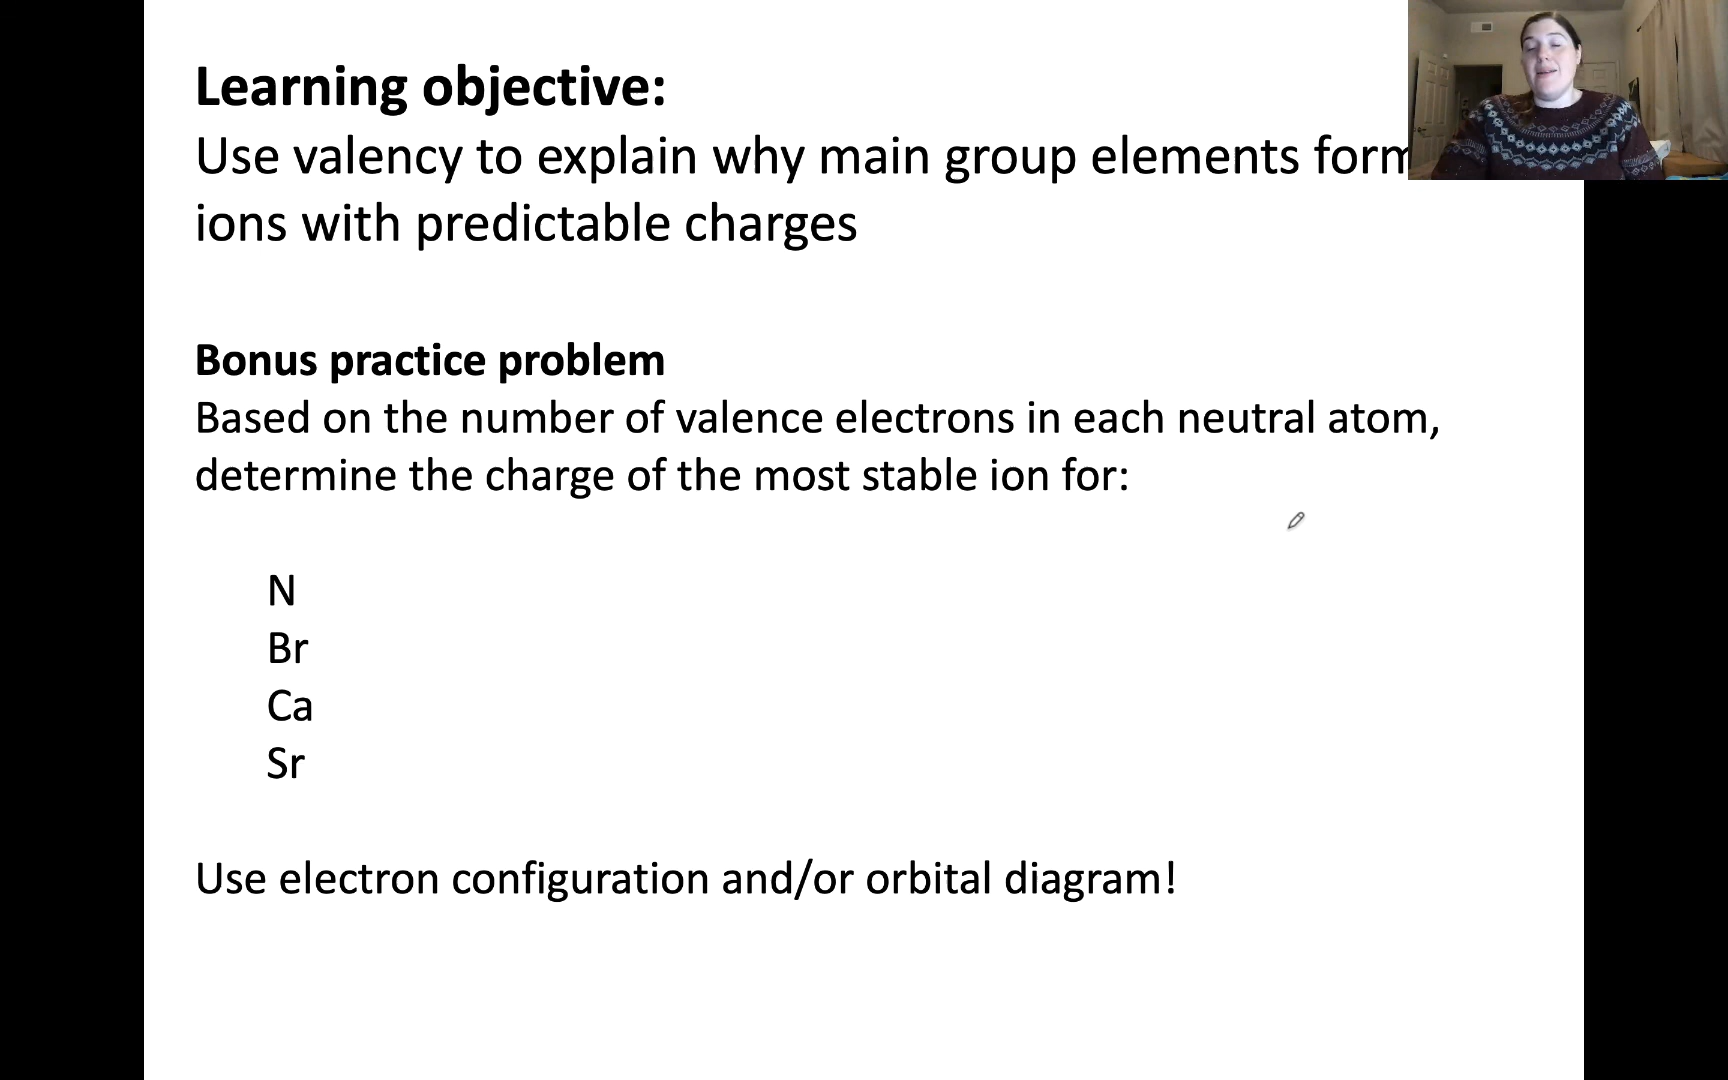 Learning objective:
Use valency to explain why main group elements form
ions with predictable charges
Bonus practice problem
Based on the number of valence electrons in each neutral atom,
determine the charge of the most stable ion for:
N
Br
Ca
Sr
Use electron configuration and/or orbital diagram!